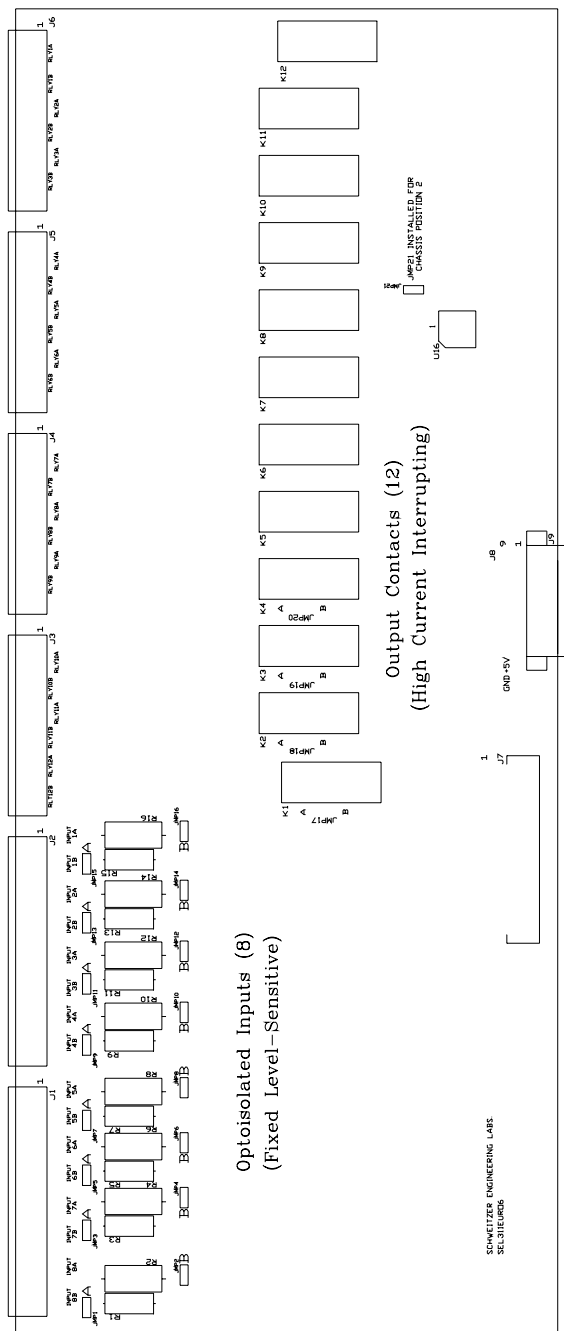 1
J6
RLY1A
RLY1B
RLY2A
RLY2B
RLY3A
RLY3B
1
J5
RLY4A
RLY4B
RLY5A
RLY5B
RLY6A
RLY6B
1
J4
RLY7A
RLY7B
RLY8A
RLY8B
RLY9A
RLY9B
1
J3
RLY10A
RLY10B
RLY11A
RLY11B
RLY12A
RLT12B
1
J2
INPUT
1A
INPUT
1B
INPUT
2A
INPUT
2B
INPUT
3A
INPUT
3B
INPUT
4A
INPUT
4B
1
J1
INPUT
5A
INPUT
5B
INPUT
6A
INPUT
6B
INPUT
7A
INPUT
7B
INPUT
8A
INPUT
8B
A
JMP15
A
JMP13
A
JMP11
A
JMP9
A
JMP7
A
JMP5
A
JMP3
A
JMP1
R16
R15
R14
R13
R12
R11
R10
R9
R8
R7
R6
R5
R4
R3
R2
R1
JMP16
B
JMP14
B
JMP12
B
JMP10
B
JMP8
B
JMP6
B
JMP4
B
JMP2
B
K12
K11
K10
K9
K8
K7
K6
K5
K4
A
B
JMP20
K3
A
B
JMP19
K2
A
B
JMP18
K1
A
B
JMP17
JMP21
JMP21 INSTALLED FOR
CHASSIS POSITION 2
1
U16
Output Contacts (12)
(High Current Interrupting)
Optoisolated Inputs (8)
(Fixed Level-Sensitive)
J8
9
1
J9
GND +5V
1
J7
SCHWEITZER ENGINEERING LABS.
SEL311EURD6